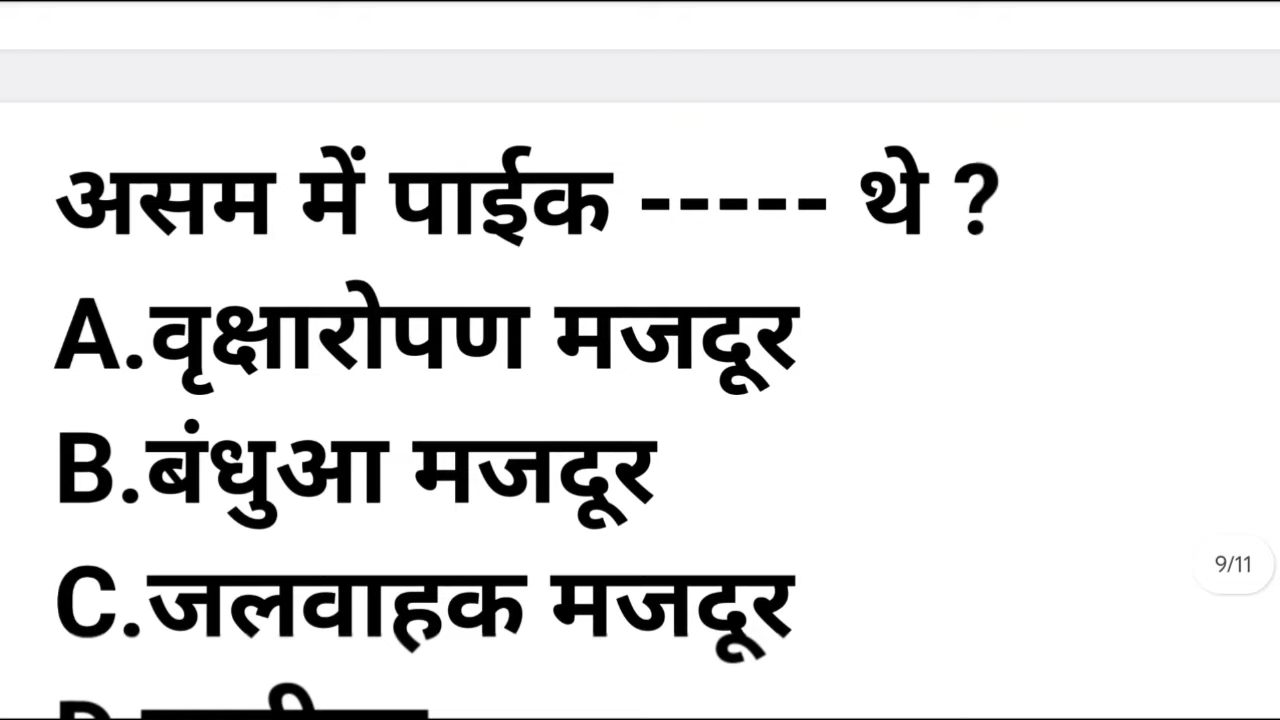 असम में पाईक ----- थे ?
A.वृक्षारोपण मजदूर
B.बंधुआ मजदूर
C.जलवाहक मजदूर
9/11